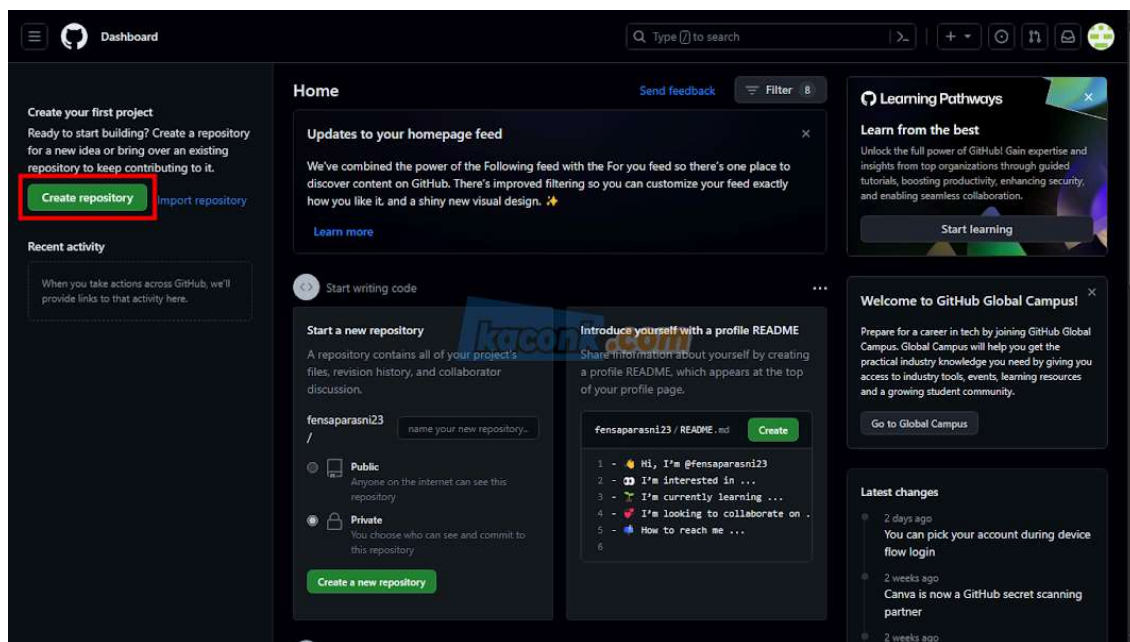 Dashboard
Type / to search
Create your first project
Ready to start building? Create a repository
for a new idea or bring over an existing
repository to keep contributing to it.
Create repository
Import repository
Recent activity
When you take actions across GitHub, we'll
provide links to that activity here.
Home
Send feedback
Filter 8
Updates to your homepage feed
We've combined the power of the Following feed with the For you feed so there's one place to
discover content on GitHub. There's improved filtering so you can customize your feed exactly
how you like it, and a shiny new visual design. ✨
Learn more
Start writing code
Start a new repository
A repository contains all of your project's
files, revision history, and collaborator
discussion.
fensaparasni23
/
name your new repository...
Public
Anyone on the internet can see this
repository
Private
You choose who can see and commit to
this repository
Create a new repository
Introduce yourself with a profile README
Share information about yourself by creating
a profile README, which appears at the top
of your profile page.
fensaparasni23 / README.md
Create
1 - 👋 Hi, I'm @fensaparasni23
2 - 👀 I'm interested in ...
3 - 🌱 I'm currently learning ...
4 - 💞️ I'm looking to collaborate on .
5 - 📫 How to reach me ...
6
kaconk.com
Learning Pathways
Learn from the best
Unlock the full power of GitHub! Gain expertise and
insights from top organizations through guided
tutorials, boosting productivity, enhancing security,
and enabling seamless collaboration.
Start learning
Welcome to GitHub Global Campus!
Prepare for a career in tech by joining GitHub Global
Campus. Global Campus will help you get the
practical industry knowledge you need by giving you
access to industry tools, events, learning resources
and a growing student community.
Go to Global Campus
Latest changes
2 days ago
You can pick your account during device
flow login
2 weeks ago
Canva is now a GitHub secret scanning
partner
2 weeks ago